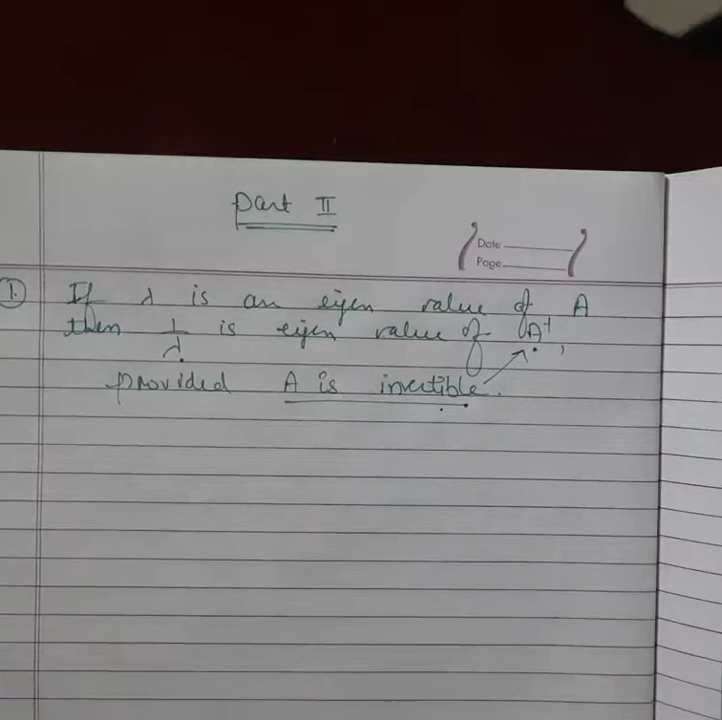 Part II
Date
Page
1. If λ is an eigen value of A
then 1/λ is eigen value of A⁻¹,
provided A is invertible.